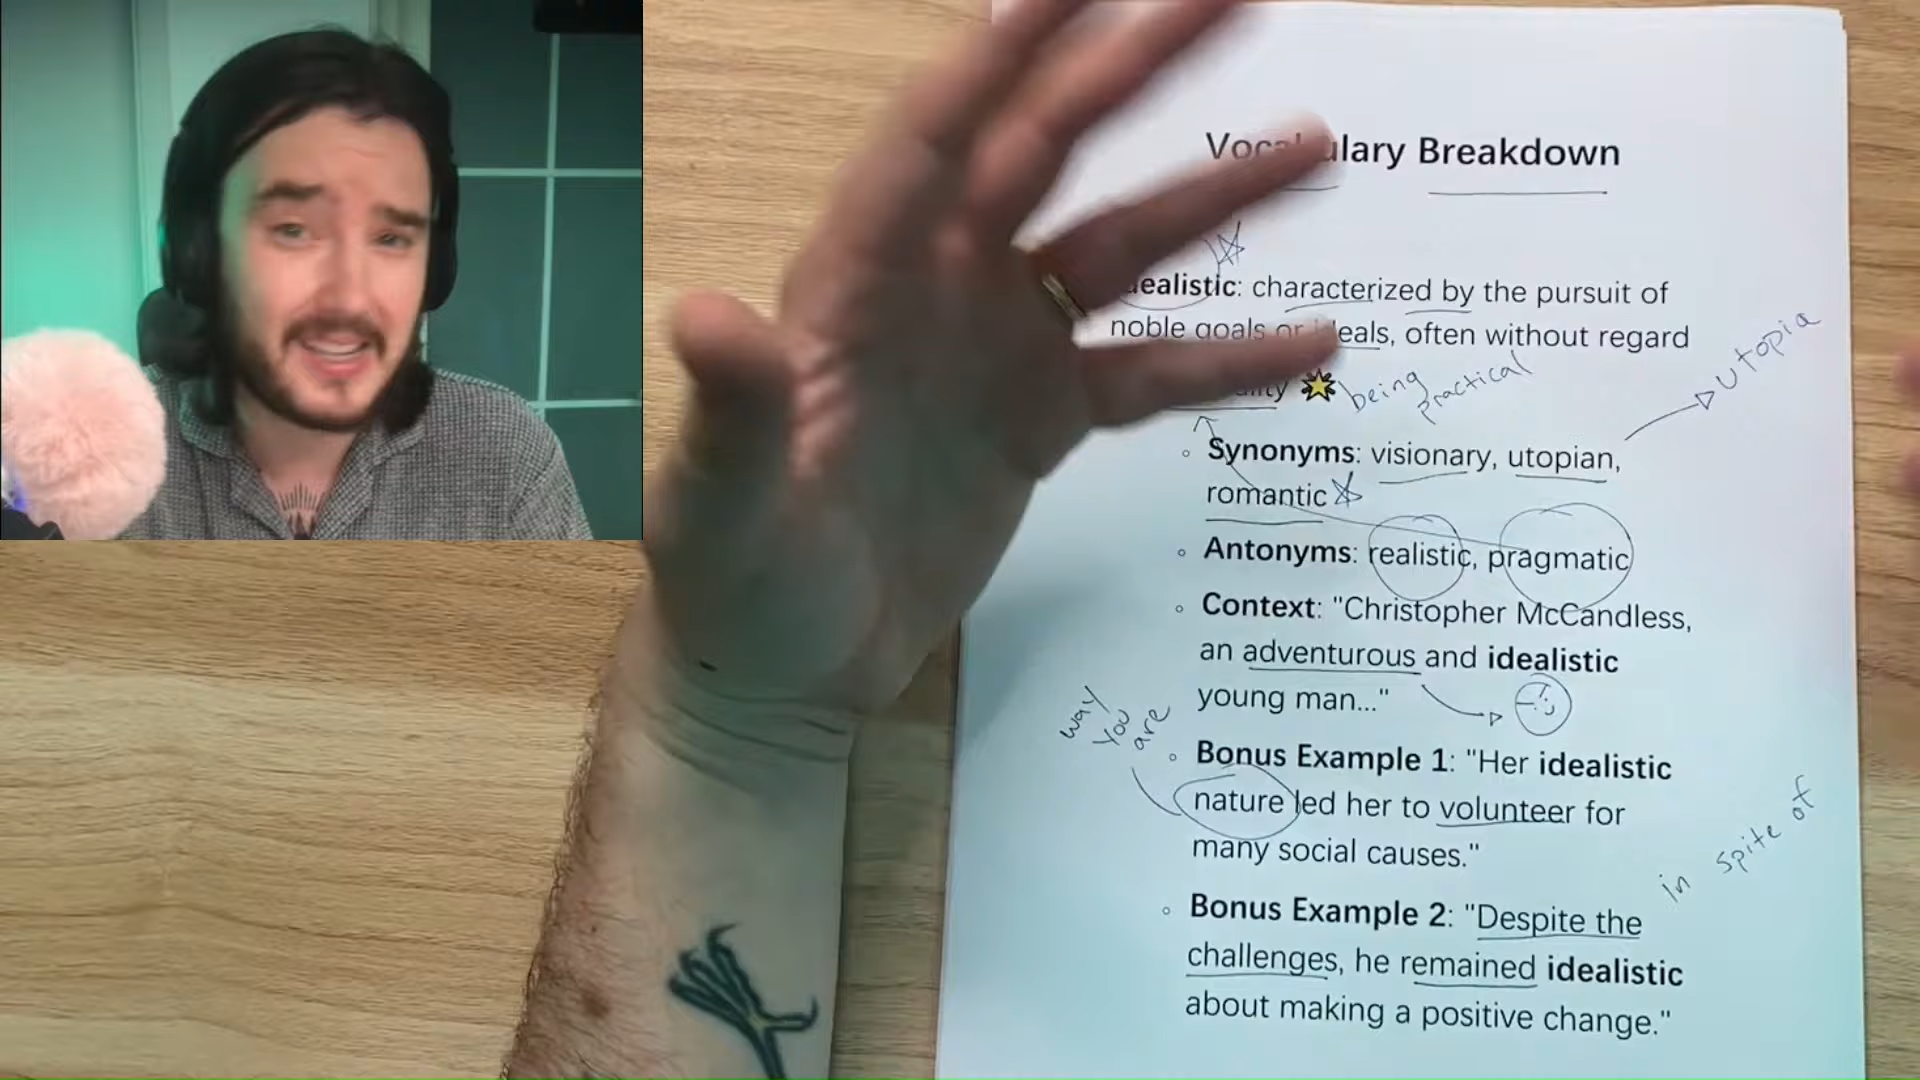 Vocabulary Breakdown
idealistic: characterized by the pursuit of
noble goals or ideals, often without regard
being
practical
utopia
Synonyms: visionary, utopian,
romantic
Antonyms: realistic, pragmatic
Context: "Christopher McCandless,
an adventurous and idealistic
young man..."
way
you
are
Bonus Example 1: "Her idealistic
nature led her to volunteer for
many social causes."
in spite of
Bonus Example 2: "Despite the
challenges, he remained idealistic
about making a positive change."